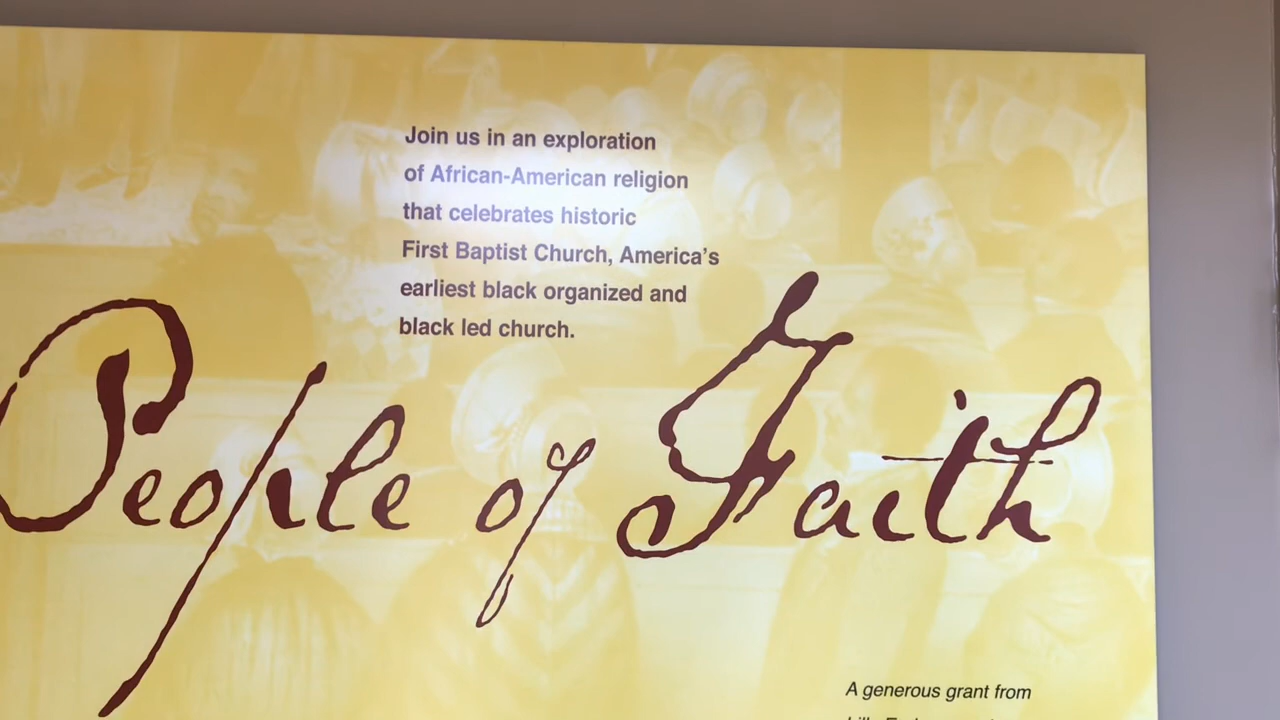 Join us in an exploration
of African-American religion
that celebrates historic
First Baptist Church, America's
earliest black organized and
black led church.
People of Faith
A generous grant from